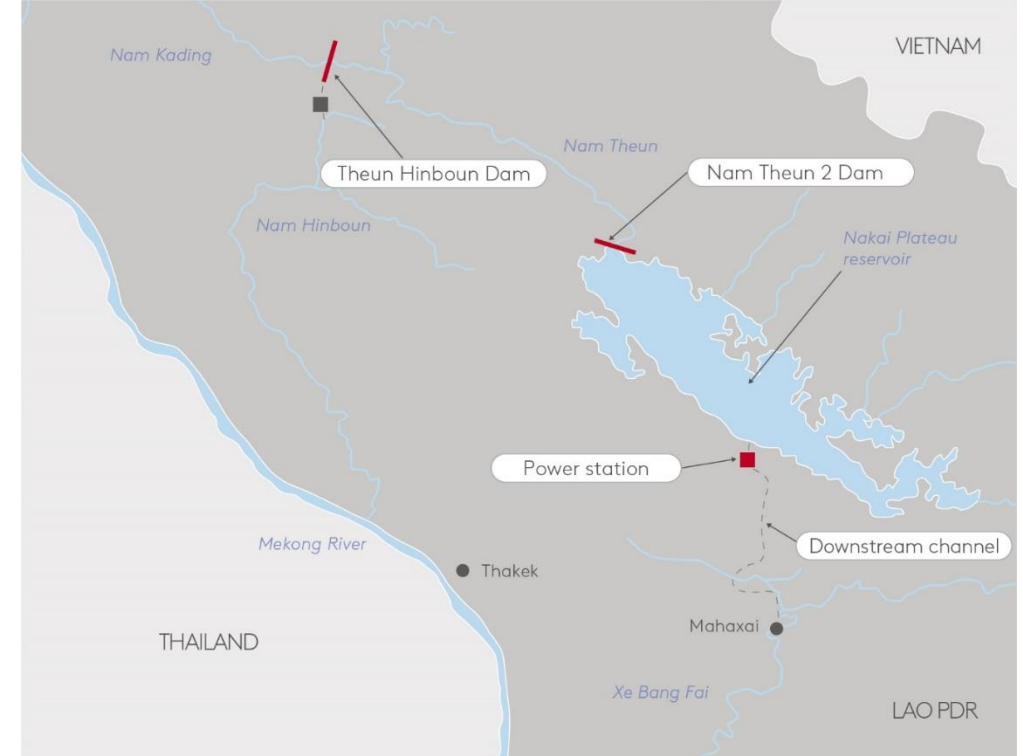 VIETNAM
Nam Kading
Nam Theun
Theun Hinboun Dam
Nam Theun 2 Dam
Nam Hinboun
Nakai Plateau
reservoir
Power station
Mekong River
Downstream channel
Thakek
Mahaxai
THAILAND
Xe Bang Fai
LAO PDR